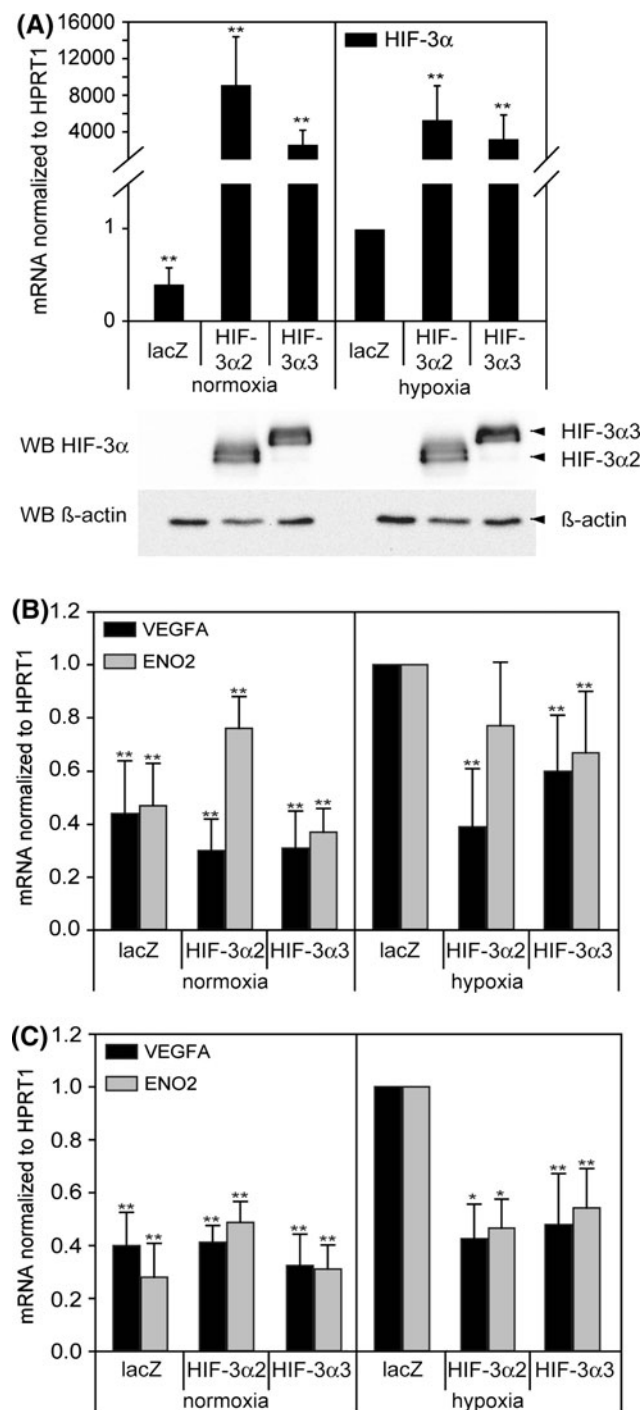 (A)
16000
12000
8000
4000
1
0
mRNA normalized to HPRT1
HIF-3α
**
**
**
**
**
lacZ
HIF-3α2
HIF-3α3
lacZ
HIF-3α2
HIF-3α3
normoxia
hypoxia
WB HIF-3α
HIF-3α3
HIF-3α2
WB ß-actin
ß-actin
(B)
1.2
1.0
0.8
0.6
0.4
0.2
0.0
mRNA normalized to HPRT1
VEGFA
ENO2
** ** ** ** ** **
** ** **
lacZ HIF-3α2 HIF-3α3
lacZ HIF-3α2 HIF-3α3
normoxia
hypoxia
(C)
1.2
1.0
0.8
0.6
0.4
0.2
0.0
mRNA normalized to HPRT1
VEGFA
ENO2
** ** ** ** ** **
* * ** **
lacZ HIF-3α2 HIF-3α3
lacZ HIF-3α2 HIF-3α3
normoxia
hypoxia